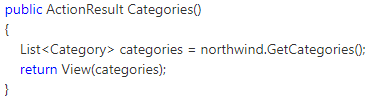 public ActionResult Categories()
{
List<Category> categories = northwind.GetCategories();
return View(categories);
}